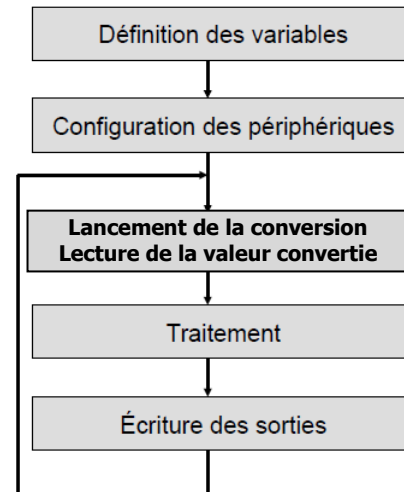 Définition des variables
Configuration des périphériques
Lancement de la conversion
Lecture de la valeur convertie
Traitement
Écriture des sorties